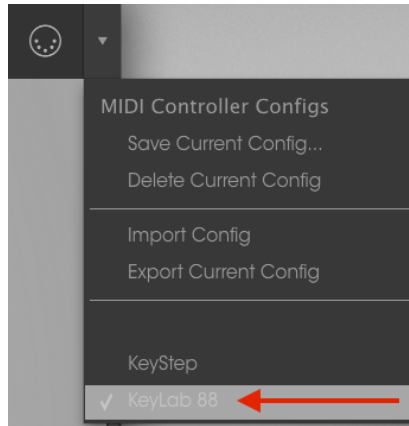 MIDI Controller Configs
Save Current Config...
Delete Current Config
Import Config
Export Current Config
KeyStep
KeyLab 88